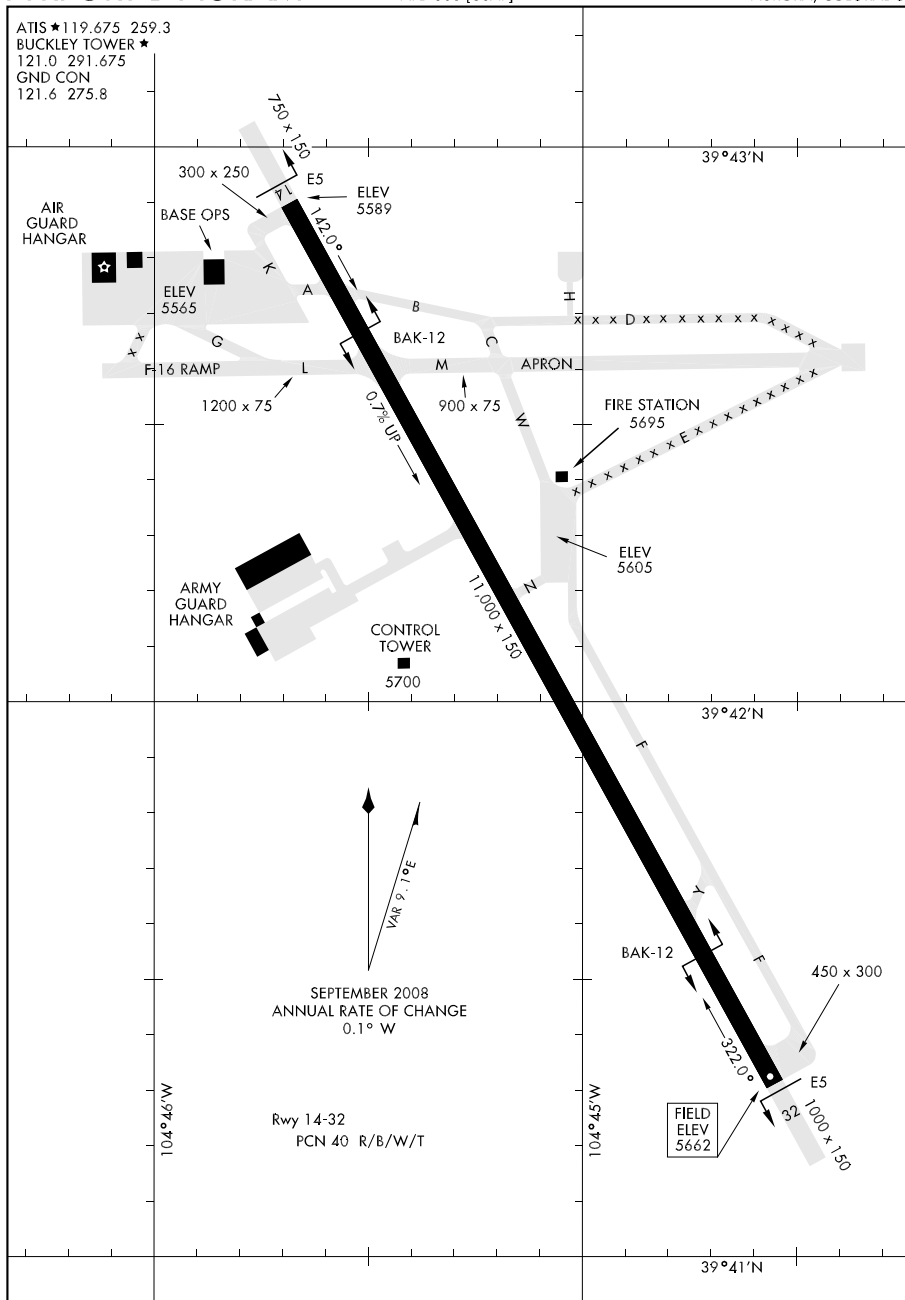 ATIS ★ 119.675 259.3
BUCKLEY TOWER ★
121.0 291.675
GND CON
121.6 275.8
750 x 150
39°43'N
300 x 250
E5
14
ELEV
5589
AIR
GUARD
HANGAR
BASE OPS
142.0°
K
ELEV
5565
A
B
H
x x x D x x x
G
BAK-12
C
F-16 RAMP
L
M
APRON
1200 x 75
0.7% UP
900 x 75
W
FIRE STATION
5695
E
ELEV
5605
11,000 x 150
N
ARMY
GUARD
HANGAR
CONTROL
TOWER
5700
39°42'N
F
VAR 9.1°E
Y
BAK-12
F
450 x 300
SEPTEMBER 2008
ANNUAL RATE OF CHANGE
0.1° W
322.0°
E5
32
1000 x 150
FIELD
ELEV
5662
104°46'W
104°45'W
Rwy 14-32
PCN 40 R/B/W/T
39°41'N